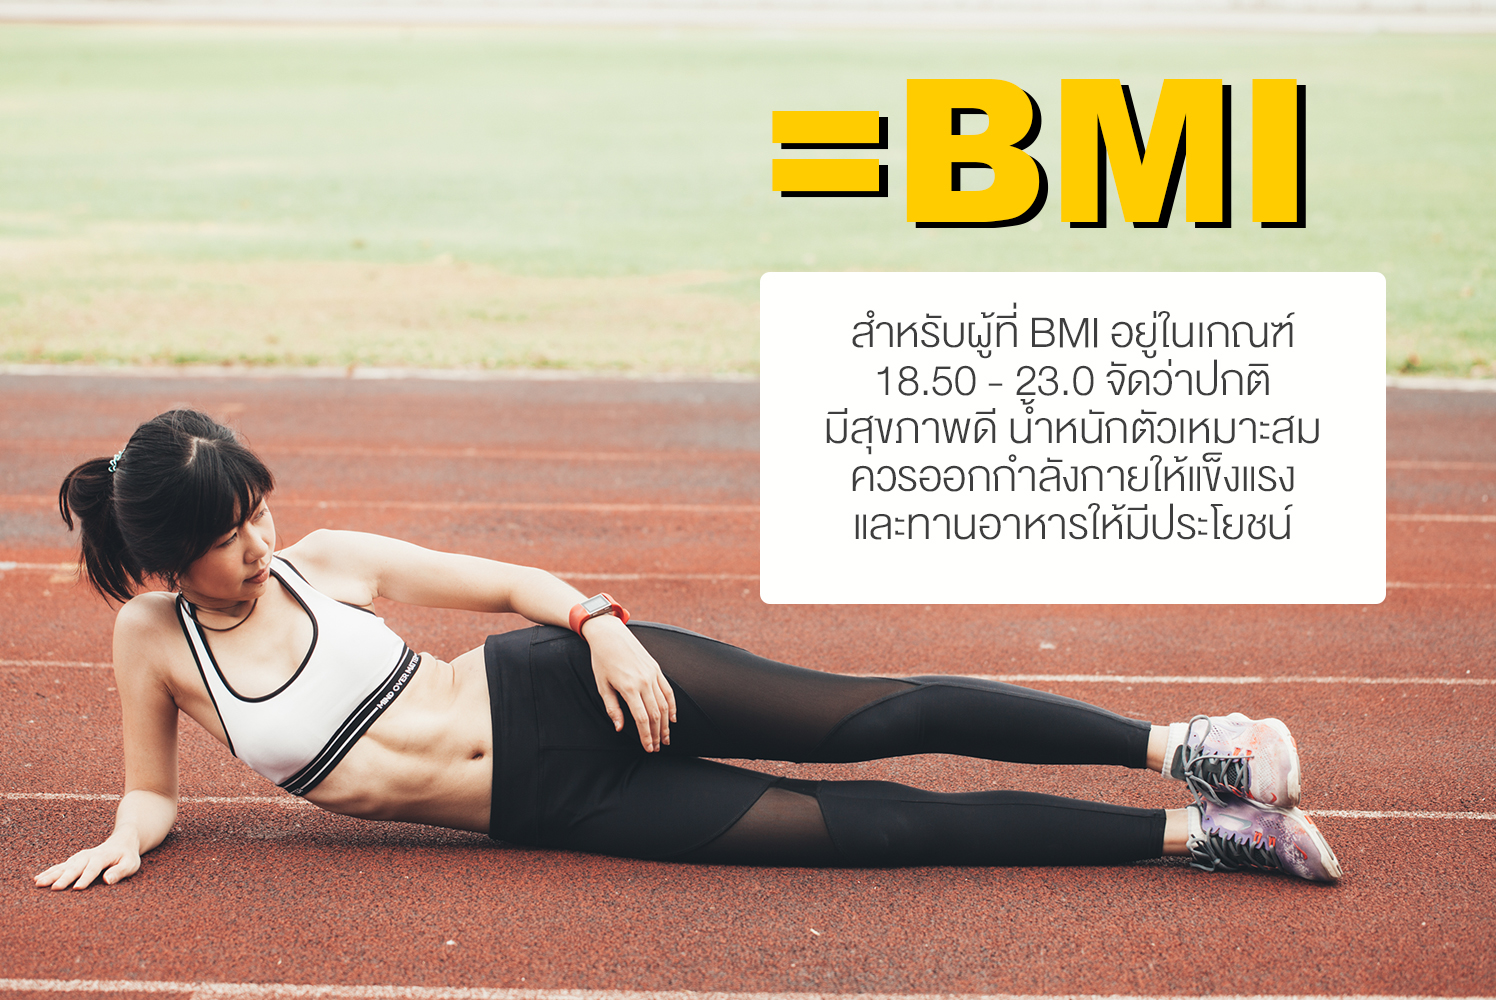 =BMI
สำหรับผู้ที่ BMI อยู่ในเกณฑ์
18.50 - 23.0 จัดว่าปกติ
มีสุขภาพดี น้ำหนักตัวเหมาะสม
ควรออกกำลังกายให้แข็งแรง
และทานอาหารให้มีประโยชน์
MIND OVER MATTER